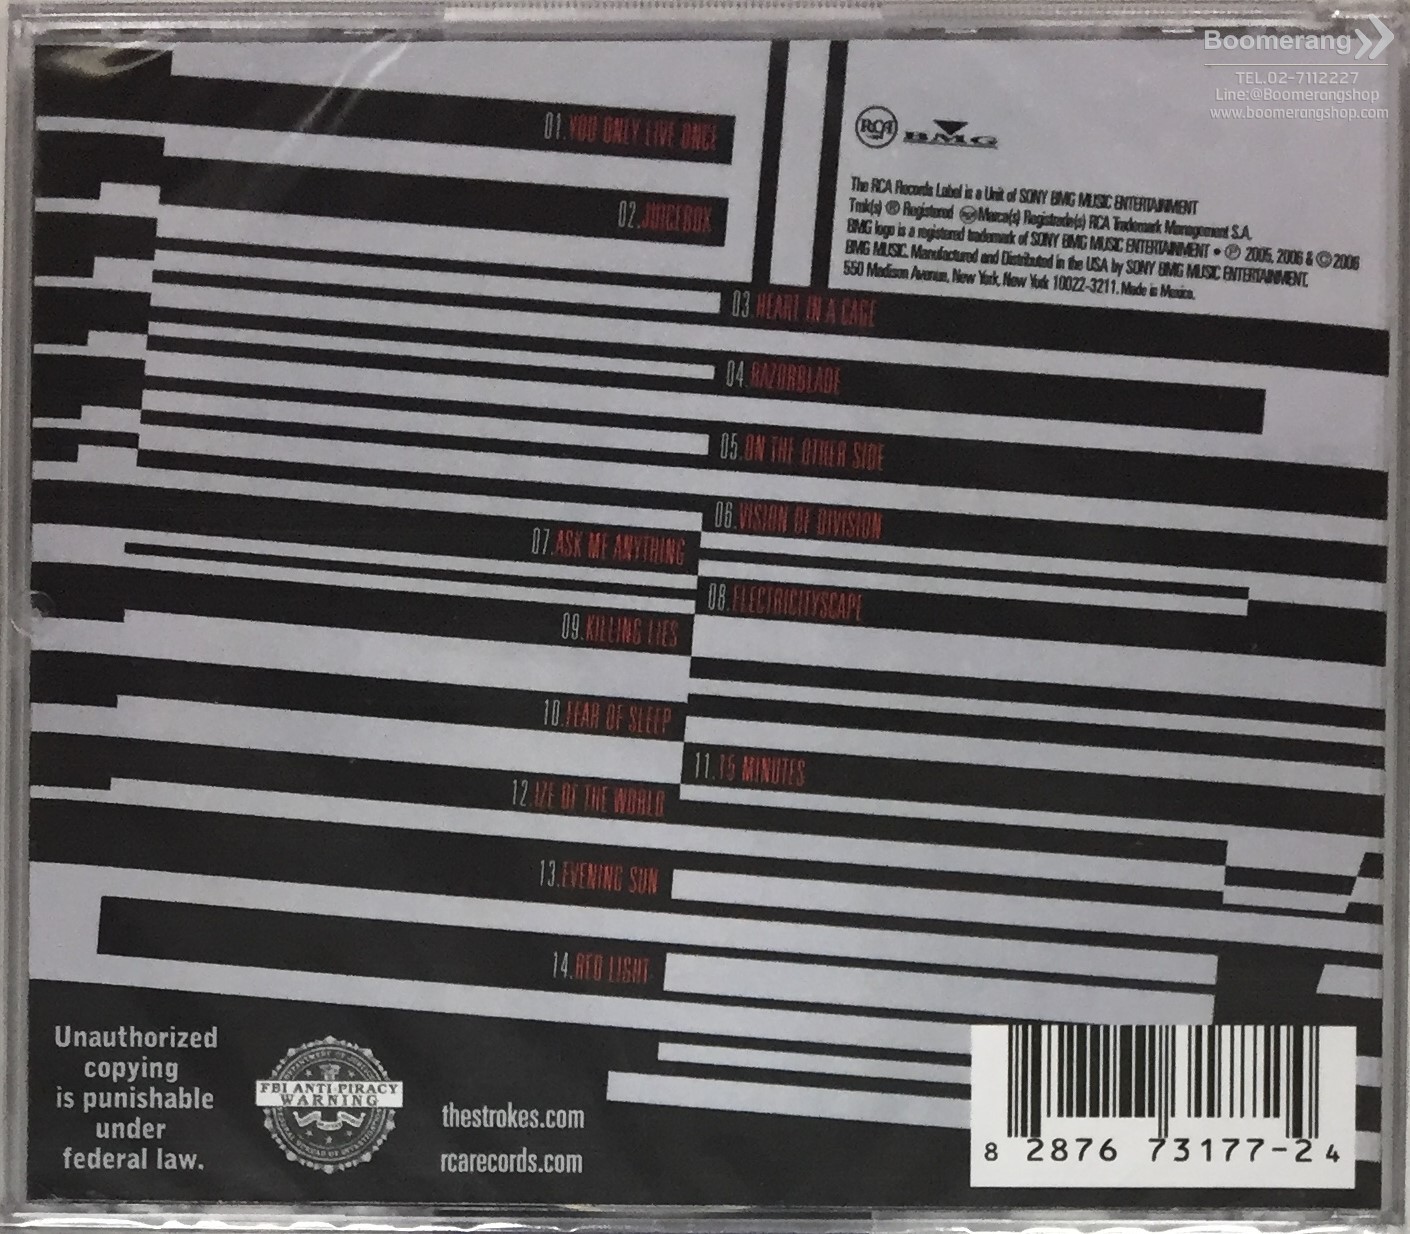 Boomerang
TEL.02-7112227
Line:@Boomerangshop
www.boomerangshop.com
01.YOU ONLY LIVE ONCE
02.JUICEBOX
RCA BMG
The RCA Records Label is a Unit of SONY BMG MUSIC ENTERTAINMENT
Tmk(s) ® Registered RCA Marca(s) Registrada(s) RCA Trademark Management S.A.
BMG logo is a registered trademark of SONY BMG MUSIC ENTERTAINMENT • ℗ 2005, 2006 & © 2006
BMG MUSIC. Manufactured and Distributed in the USA by SONY BMG MUSIC ENTERTAINMENT,
550 Madison Avenue, New York, New York 10022-3211. Made in Mexico.
03.HEART IN A CAGE
04.RAZORBLADE
05.ON THE OTHER SIDE
06.VISION OF DIVISION
07.ASK ME ANYTHING
08.ELECTRICITYSCAPE
09.KILLING LIES
10.FEAR OF SLEEP
11.15 MINUTES
12.IZE OF THE WORLD
13.EVENING SUN
14.RED LIGHT
Unauthorized
copying
is punishable
under
federal law.
FBI ANTI-PIRACY
WARNING
thestrokes.com
rcarecords.com
8 2876 73177-2 4